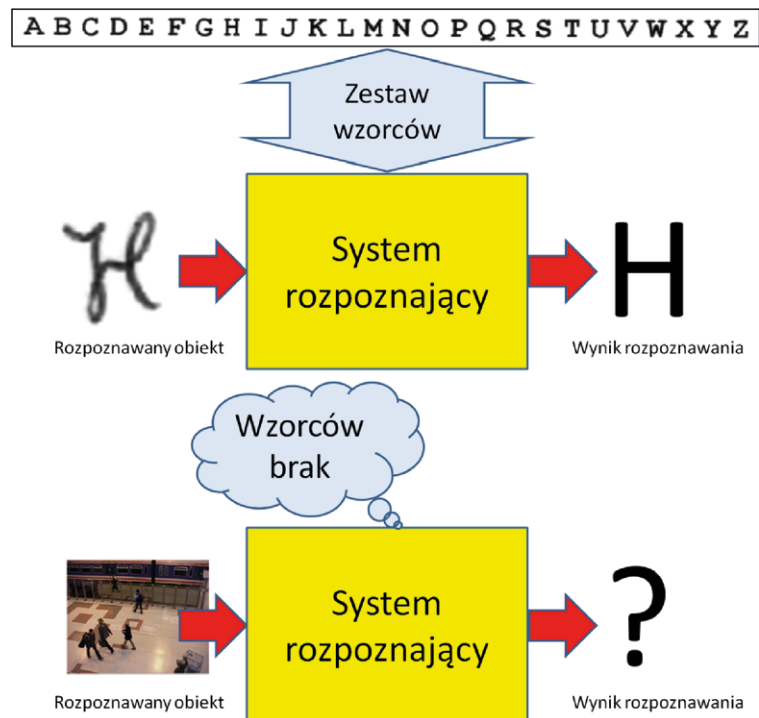 A B C D E F G H I J K L M N O P Q R S T U V W X Y Z
Zestaw
wzorców
H
System
rozpoznający
H
Rozpoznawany obiekt
Wynik rozpoznawania
Wzorców
brak
System
rozpoznający
?
Rozpoznawany obiekt
Wynik rozpoznawania